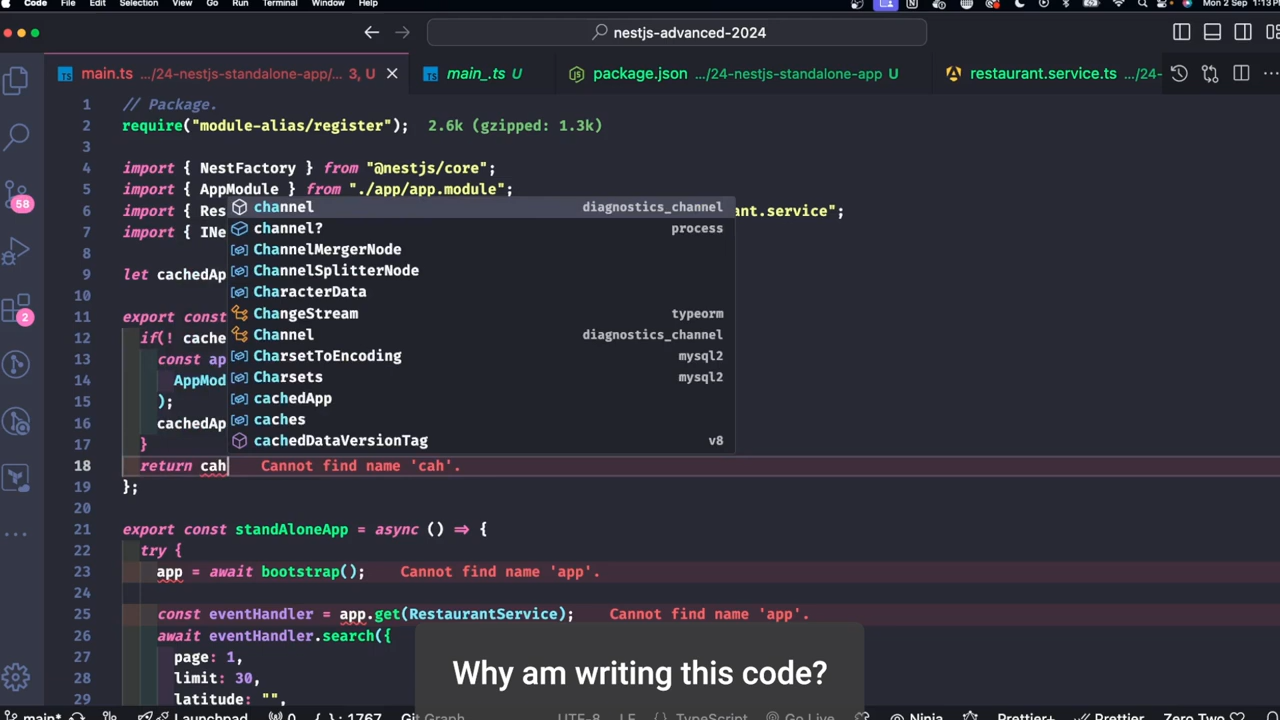 Code File Edit Selection View Go Run Terminal Window Help Mon 2 Sep 1:13
nestjs-advanced-2024
main.ts .../24-nestjs-standalone-app/... 3, U
main_.ts U
package.json .../24-nestjs-standalone-app U
restaurant.service.ts .../24-
58
2
1 // Package.
2 require("module-alias/register"); 2.6k (gzipped: 1.3k)
3
4 import { NestFactory } from "@nestjs/core";
5 import { AppModule } from "./app/app.module";
6 import { Res ant.service";
7 import { INe
8
9 let cachedAp
10
11 export const
12 if(! cache
13 const ap
14 AppMod
15 );
16 cachedAp
17 }
18 return cah Cannot find name 'cah'.
19 };
20
21 export const standAloneApp = async () => {
22 try {
23 app = await bootstrap(); Cannot find name 'app'.
24
25 const eventHandler = app.get(RestaurantService); Cannot find name 'app'.
26 await eventHandler.search({
27 page: 1,
28 limit: 30,
29 latitude: "",
channel diagnostics_channel
channel? process
ChannelMergerNode
ChannelSplitterNode
CharacterData
ChangeStream typeorm
Channel diagnostics_channel
CharsetToEncoding mysql2
Charsets mysql2
cachedApp
caches
cachedDataVersionTag v8
Why am writing this code?
main* Launchpad 0 { }: 1767 Git Graph UTF-8 LF TypeScript Go Live Ninja Prettier+ Prettier Zero Two